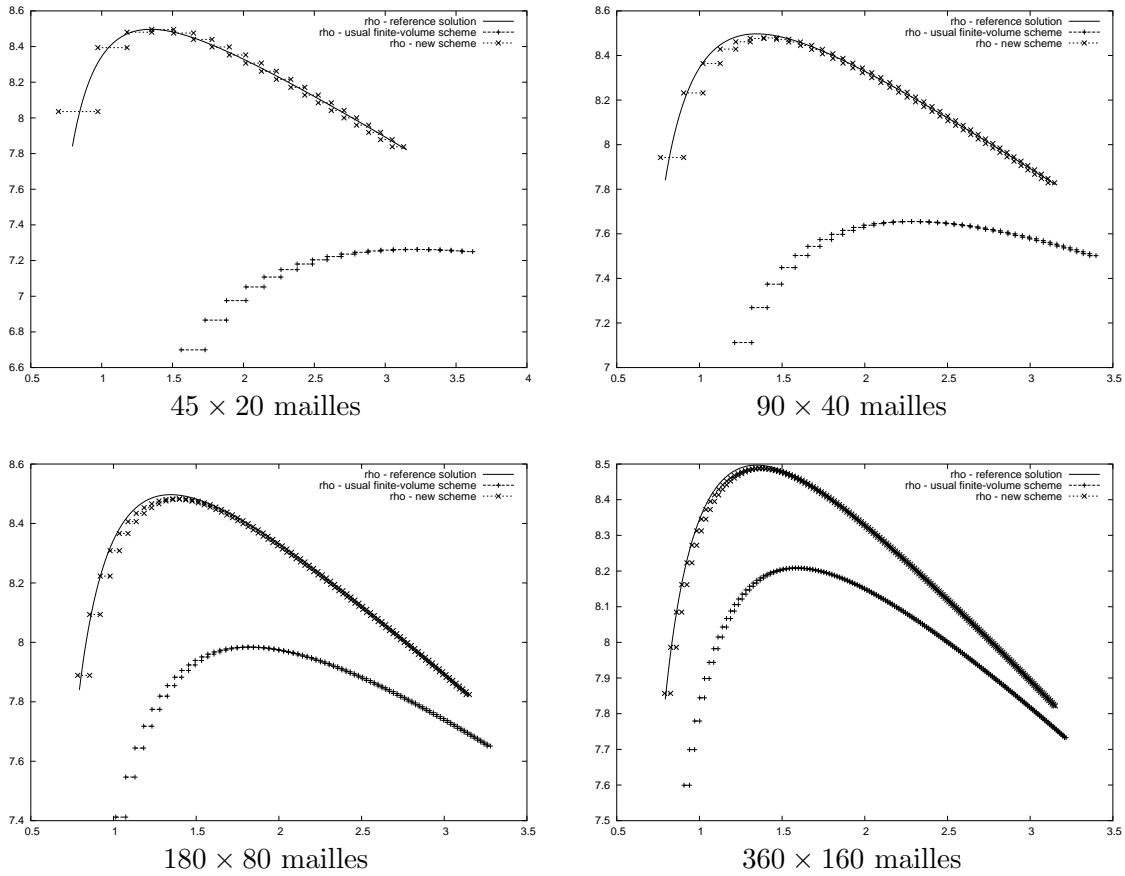 8.6
8.4
8.2
8
7.8
7.6
7.4
7.2
7
6.8
6.6
0.5 1 1.5 2 2.5 3 3.5 4
rho - reference solution
rho - usual finite-volume scheme
rho - new scheme
45 × 20 mailles
8.6
8.4
8.2
8
7.8
7.6
7.4
7.2
7
0.5 1 1.5 2 2.5 3 3.5
rho - reference solution
rho - usual finite-volume scheme
rho - new scheme
90 × 40 mailles
8.6
8.4
8.2
8
7.8
7.6
7.4
0.5 1 1.5 2 2.5 3 3.5
rho - reference solution
rho - usual finite-volume scheme
rho - new scheme
180 × 80 mailles
8.5
8.4
8.3
8.2
8.1
8
7.9
7.8
7.7
7.6
7.5
0.5 1 1.5 2 2.5 3 3.5
rho - reference solution
rho - usual finite-volume scheme
rho - new scheme
360 × 160 mailles